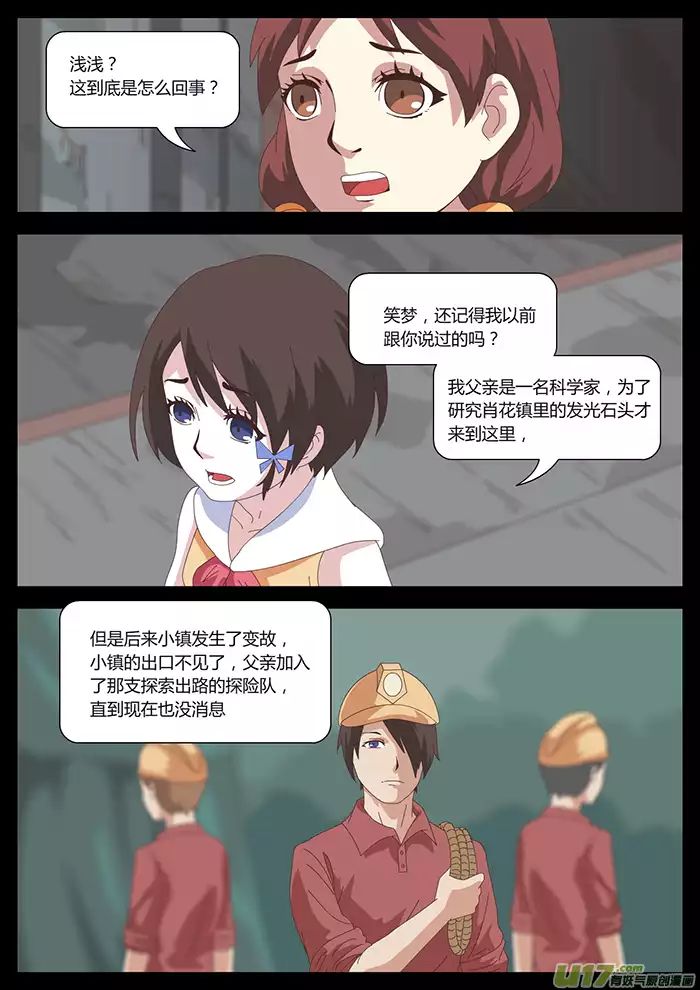 浅浅？
这到底是怎么回事？
笑梦，还记得我以前
跟你说过的吗？
我父亲是一名科学家，为了
研究肖花镇里的发光石头才
来到这里，
但是后来小镇发生了变故，
小镇的出口不见了，父亲加入
了那支探索出路的探险队，
直到现在也没消息
U17.com
有妖气原创漫画